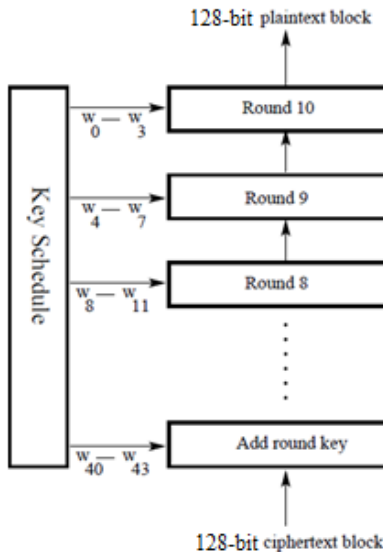 128-bit plaintext block
Round 10
w — w
0 3
Key Schedule
Round 9
w — w
4 7
Round 8
w — w
8 11
Add round key
w — w
40 43
128-bit ciphertext block